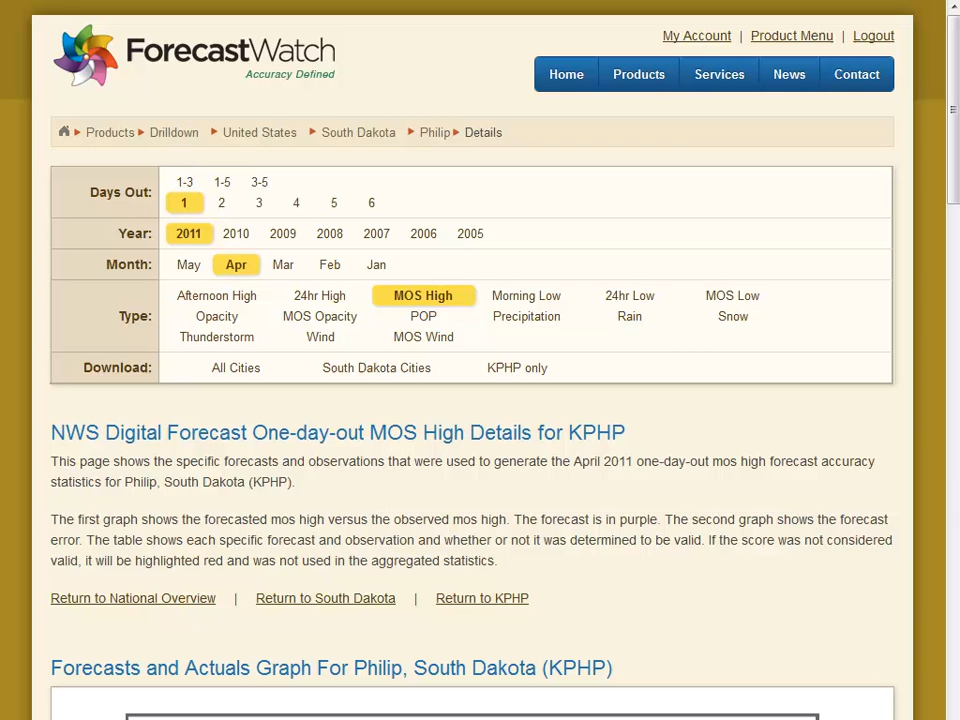 My Account | Product Menu | Logout
ForecastWatch
Accuracy Defined
Home Products Services News Contact
Products Drilldown United States South Dakota Philip Details
Days Out: 1-3 1-5 3-5
1 2 3 4 5 6
Year: 2011 2010 2009 2008 2007 2006 2005
Month: May Apr Mar Feb Jan
Type: Afternoon High 24hr High MOS High Morning Low 24hr Low MOS Low
Opacity MOS Opacity POP Precipitation Rain Snow
Thunderstorm Wind MOS Wind
Download: All Cities South Dakota Cities KPHP only
NWS Digital Forecast One-day-out MOS High Details for KPHP
This page shows the specific forecasts and observations that were used to generate the April 2011 one-day-out mos high forecast accuracy
statistics for Philip, South Dakota (KPHP).
The first graph shows the forecasted mos high versus the observed mos high. The forecast is in purple. The second graph shows the forecast
error. The table shows each specific forecast and observation and whether or not it was determined to be valid. If the score was not considered
valid, it will be highlighted red and was not used in the aggregated statistics.
Return to National Overview | Return to South Dakota | Return to KPHP
Forecasts and Actuals Graph For Philip, South Dakota (KPHP)